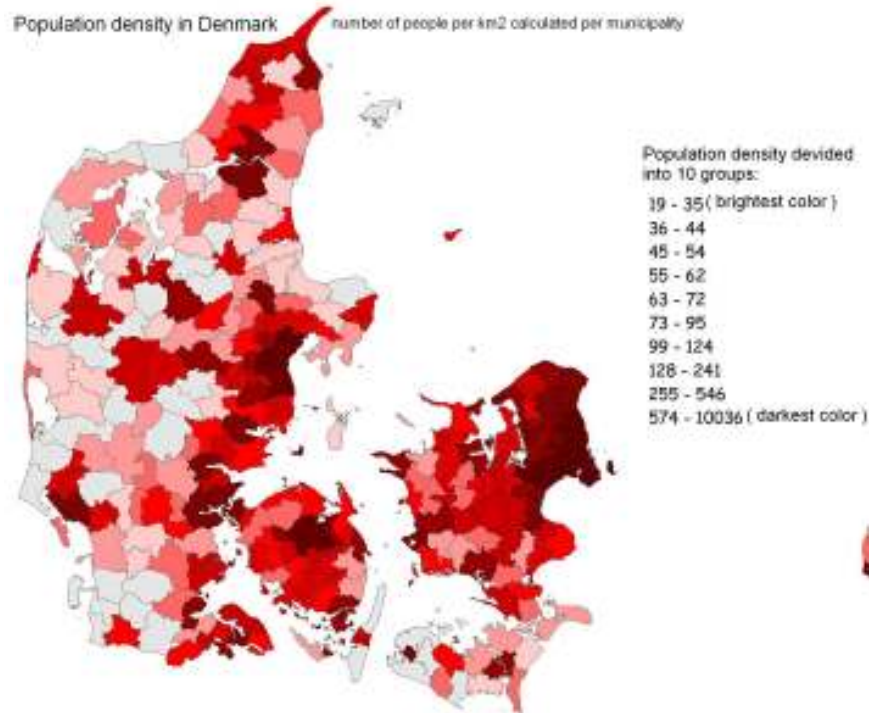 Population density in Denmark
number of people per km2 calculated per municipality
Population density devided
into 10 groups:
19 - 35 ( brightest color )
36 - 44
45 - 54
55 - 62
63 - 72
73 - 95
99 - 124
128 - 241
255 - 546
574 - 10036 ( darkest color )